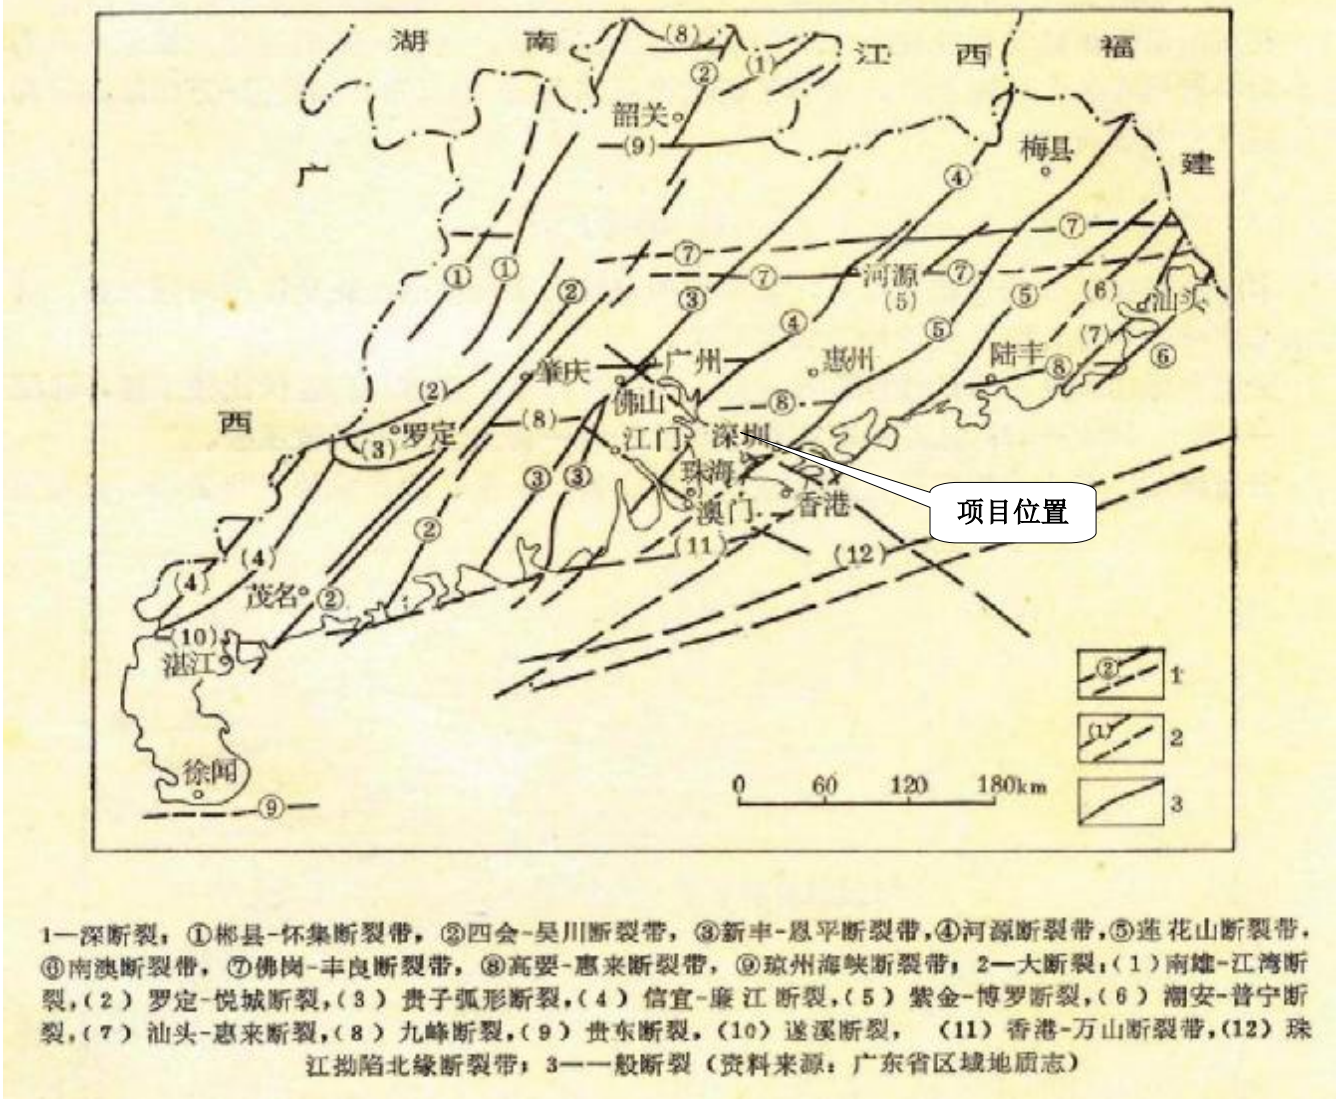 湖 南 (8) 江 西 福
② (1)
韶关
(9)
梅县
广 ④ 建
⑦ ⑦
① ① ⑦ 河源 ⑦
② ③ (5) ⑤ (6) 汕头
④ ⑤ (7)
肇庆 广州 惠州 陆丰 ⑥
(2) 佛山 ⑧ ⑧
西 (3) 罗定 (8) 江门 深圳
③ ③ 珠海
澳门 香港 项目位置
② (11) (12)
(4) (4)
茂名 ②
(10)
湛江 ② 1
(1) 2
徐闻 0 60 120 180km
⑨ 3
1—深断裂；①郴县-怀集断裂带，②四会-吴川断裂带，③新丰-恩平断裂带,④河源断裂带,⑤莲花山断裂带，
⑥南澳断裂带，⑦佛岗-丰良断裂带，⑧高要-惠来断裂带，⑨琼州海峡断裂带；2—大断裂:(1)南雄-江湾断
裂,(2)罗定-悦城断裂,(3)贵子弧形断裂,(4)信宜-廉江断裂,(5)紫金-博罗断裂,(6)潮安-普宁断
裂,(7)汕头-惠来断裂,(8)九峰断裂,(9)贵东断裂，(10)遂溪断裂，(11)香港-万山断裂带,(12)珠
江拗陷北缘断裂带；3—一般断裂（资料来源：广东省区域地质志）